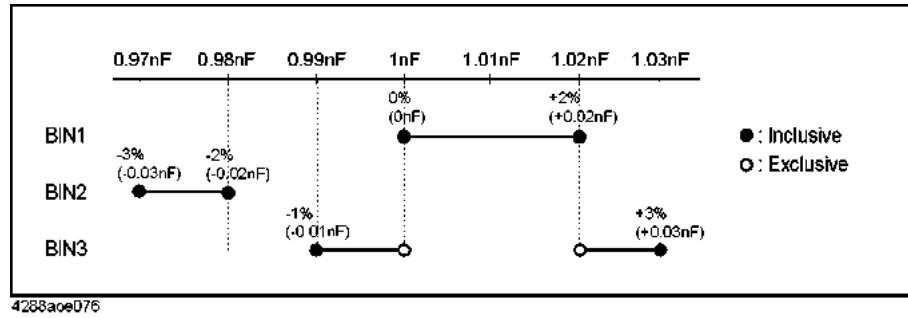 0.97nF 0.98nF 0.99nF 1nF 1.01nF 1.02nF 1.03nF
0% +2%
(0nF) (+0.02nF)
BIN1
● : Inclusive
-3% -2%
(-0.03nF) (-0.02nF)
○ : Exclusive
BIN2
-1% +3%
(-0.01nF) (+0.03nF)
BIN3
4288aoe076